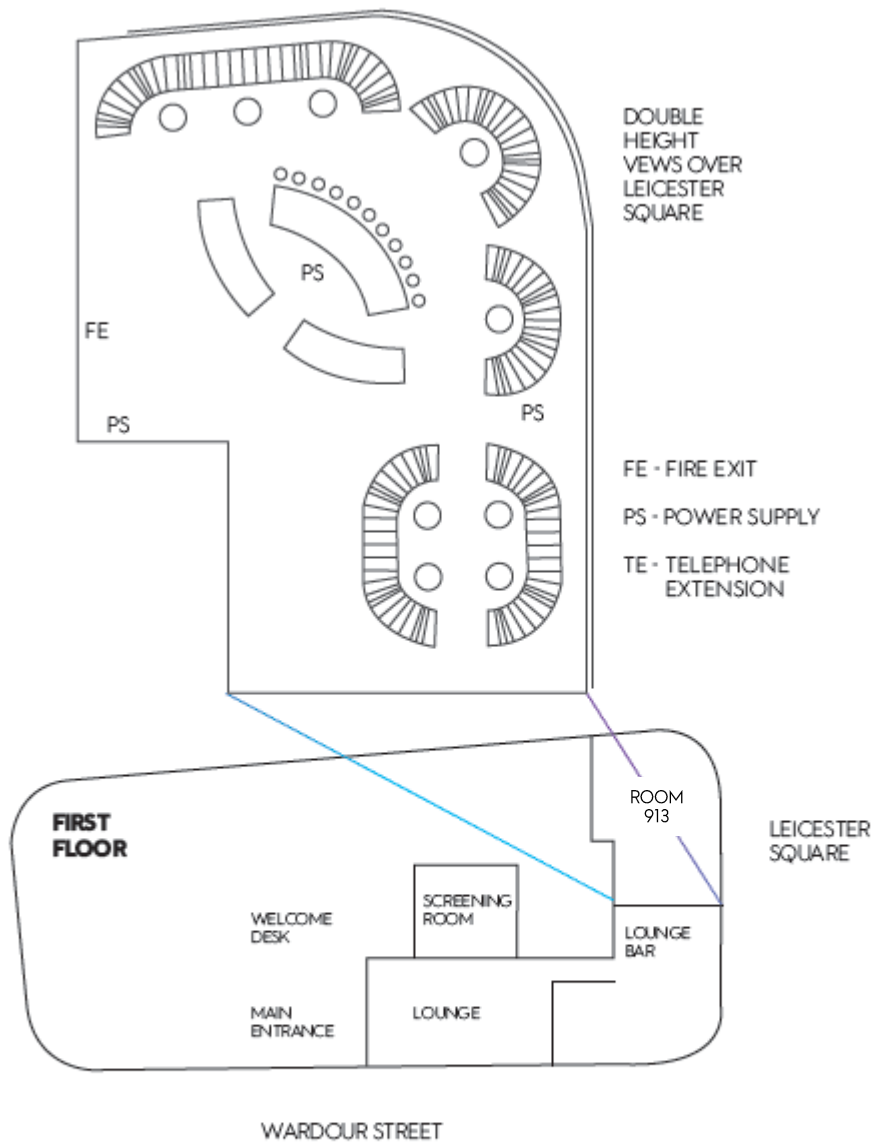 DOUBLE
HEIGHT
VEWS OVER
LEICESTER
SQUARE
PS
FE
PS
PS
FE - FIRE EXIT
PS - POWER SUPPLY
TE - TELEPHONE
EXTENSION
ROOM
913
FIRST
FLOOR
LEICESTER
SQUARE
SCREENING
ROOM
WELCOME
DESK
LOUNGE
BAR
MAIN
ENTRANCE
LOUNGE
WARDOUR STREET